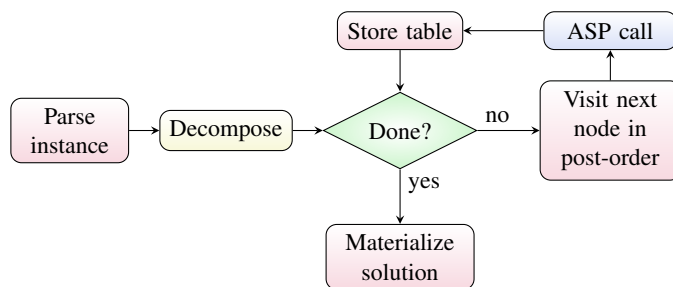 Store table
ASP call
Parse
instance
Decompose
Done?
no
Visit next
node in
post-order
yes
Materialize
solution